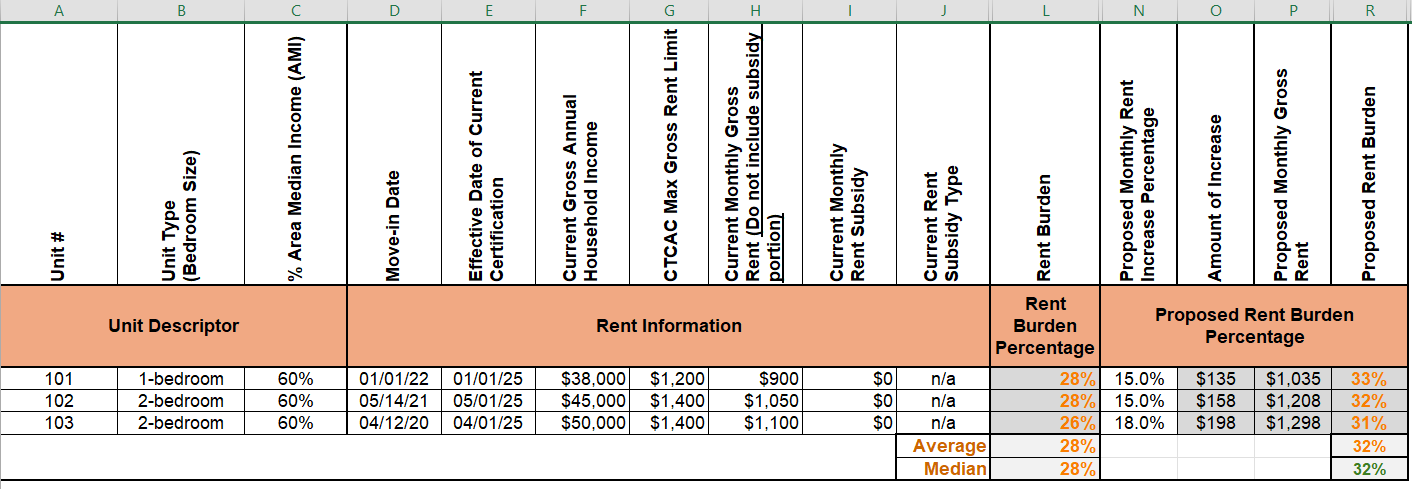 A B C D E F G H I J L N O P R
Unit #
Unit Type
(Bedroom Size)
% Area Median Income (AMI)
Move-in Date
Effective Date of Current
Certification
Current Gross Annual
Household Income
CTCAC Max Gross Rent Limit
Current Monthly Gross
Rent (Do not include subsidy
portion)
Current Monthly
Rent Subsidy
Current Rent
Subsidy Type
Rent Burden
Proposed Monthly Rent
Increase Percentage
Amount of Increase
Proposed Monthly Gross
Rent
Proposed Rent Burden
Unit Descriptor
Rent Information
Rent
Burden
Percentage
Proposed Rent Burden
Percentage
101 1-bedroom 60% 01/01/22 01/01/25 $38,000 $1,200 $900 $0 n/a 28% 15.0% $135 $1,035 33%
102 2-bedroom 60% 05/14/21 05/01/25 $45,000 $1,400 $1,050 $0 n/a 28% 15.0% $158 $1,208 32%
103 2-bedroom 60% 04/12/20 04/01/25 $50,000 $1,400 $1,100 $0 n/a 26% 18.0% $198 $1,298 31%
Average 28% 32%
Median 28% 32%